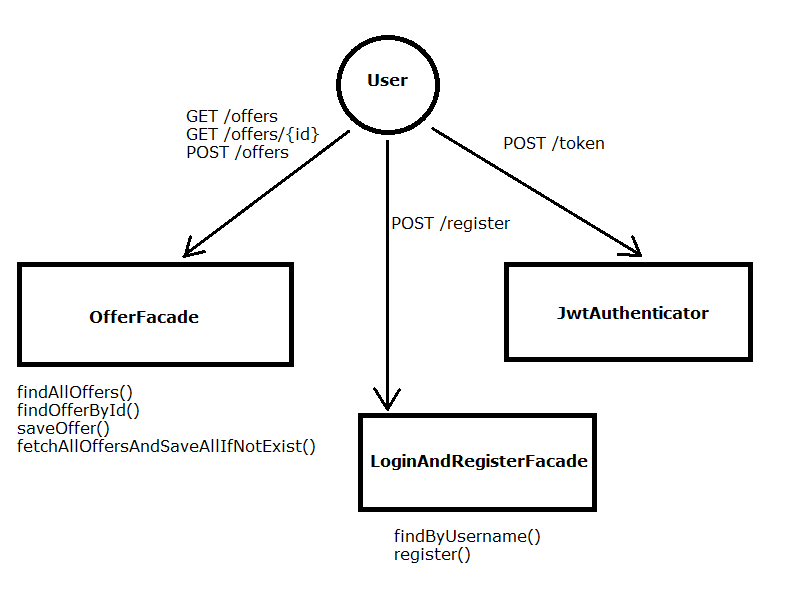 User
GET /offers
GET /offers/{id}
POST /offers
POST /token
POST /register
OfferFacade
JwtAuthenticator
findAllOffers()
findOfferById()
saveOffer()
fetchAllOffersAndSaveAllIfNotExist()
LoginAndRegisterFacade
findByUsername()
register()